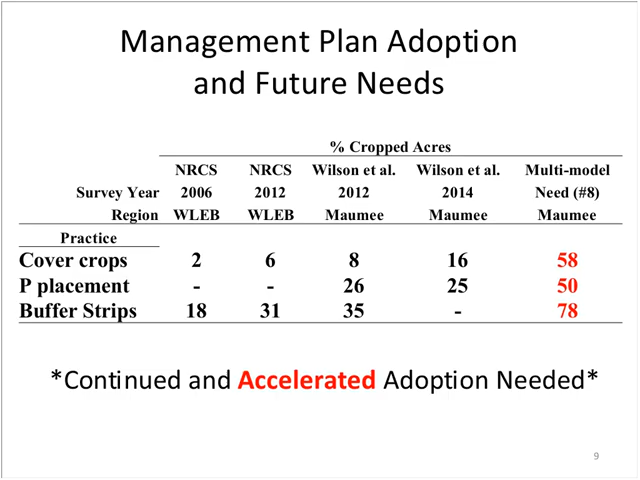 Management Plan Adoption
and Future Needs
% Cropped Acres
NRCS NRCS Wilson et al. Wilson et al. Multi-model
Survey Year 2006 2012 2012 2014 Need (#8)
Region WLEB WLEB Maumee Maumee Maumee
Practice
Cover crops 2 6 8 16 58
P placement - - 26 25 50
Buffer Strips 18 31 35 - 78
*Continued and Accelerated Adoption Needed*
9